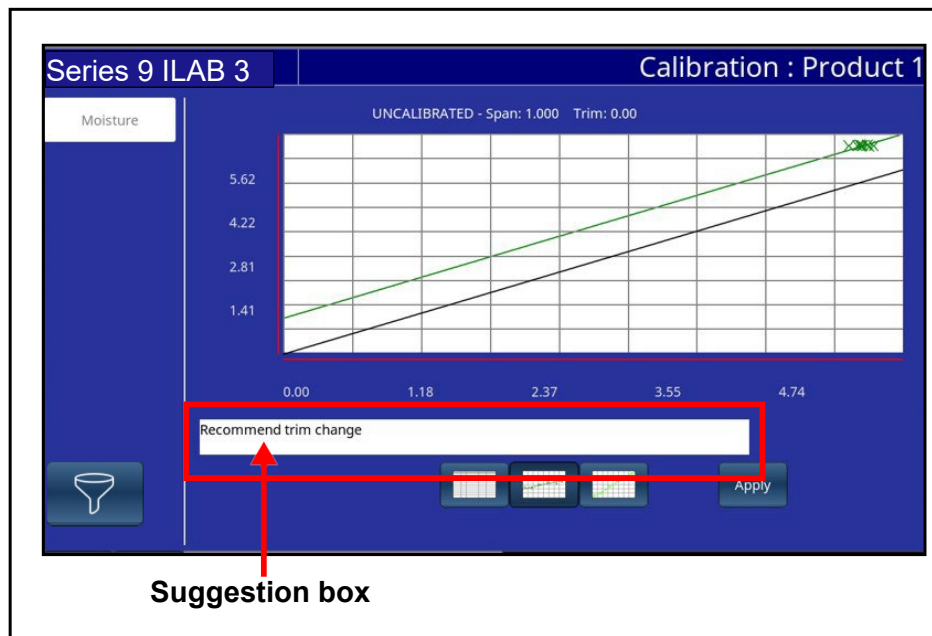 Series 9 ILAB 3
Calibration : Product 1
Moisture
UNCALIBRATED - Span: 1.000 Trim: 0.00
5.62
4.22
2.81
1.41
0.00 1.18 2.37 3.55 4.74
Recommend trim change
Apply
Suggestion box